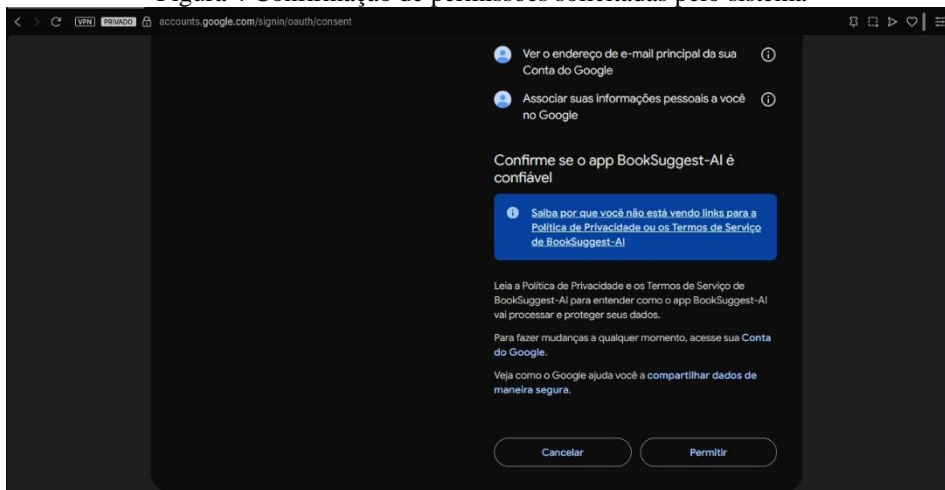 Figura 4 Confirmação de permissões solicitadas pelo sistema
VPN PRIVADO accounts.google.com/signin/oauth/consent
Ver o endereço de e-mail principal da sua
Conta do Google
Associar suas informações pessoais a você
no Google
Confirme se o app BookSuggest-AI é
confiável
Saiba por que você não está vendo links para a
Política de Privacidade ou os Termos de Serviço
de BookSuggest-AI
Leia a Política de Privacidade e os Termos de Serviço de
BookSuggest-AI para entender como o app BookSuggest-AI
vai processar e proteger seus dados.
Para fazer mudanças a qualquer momento, acesse sua Conta
do Google.
Veja como o Google ajuda você a compartilhar dados de
maneira segura.
Cancelar Permitir